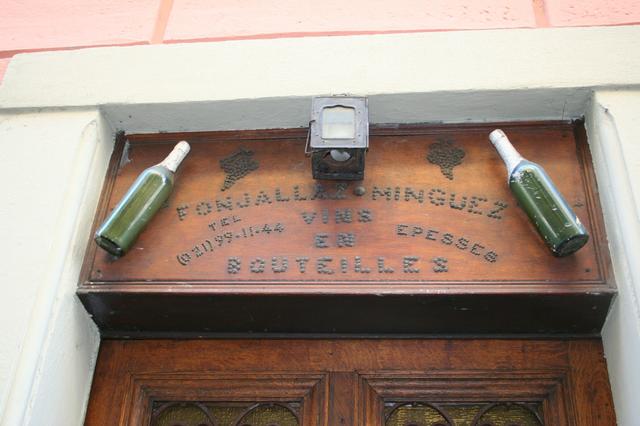 FONJALLAZ MINGUEZ
TEL
(021) 99.11.44
VINS
EN
BOUTEILLES
EPESSES